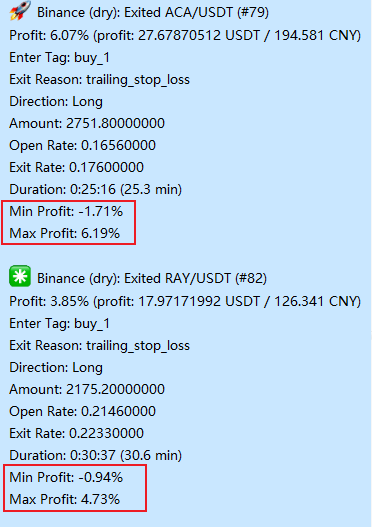 Binance (dry): Exited ACA/USDT (#79)
Profit: 6.07% (profit: 27.67870512 USDT / 194.581 CNY)
Enter Tag: buy_1
Exit Reason: trailing_stop_loss
Direction: Long
Amount: 2751.80000000
Open Rate: 0.16560000
Exit Rate: 0.17600000
Duration: 0:25:16 (25.3 min)
Min Profit: -1.71%
Max Profit: 6.19%
Binance (dry): Exited RAY/USDT (#82)
Profit: 3.85% (profit: 17.97171992 USDT / 126.341 CNY)
Enter Tag: buy_1
Exit Reason: trailing_stop_loss
Direction: Long
Amount: 2175.20000000
Open Rate: 0.21460000
Exit Rate: 0.22330000
Duration: 0:30:37 (30.6 min)
Min Profit: -0.94%
Max Profit: 4.73%